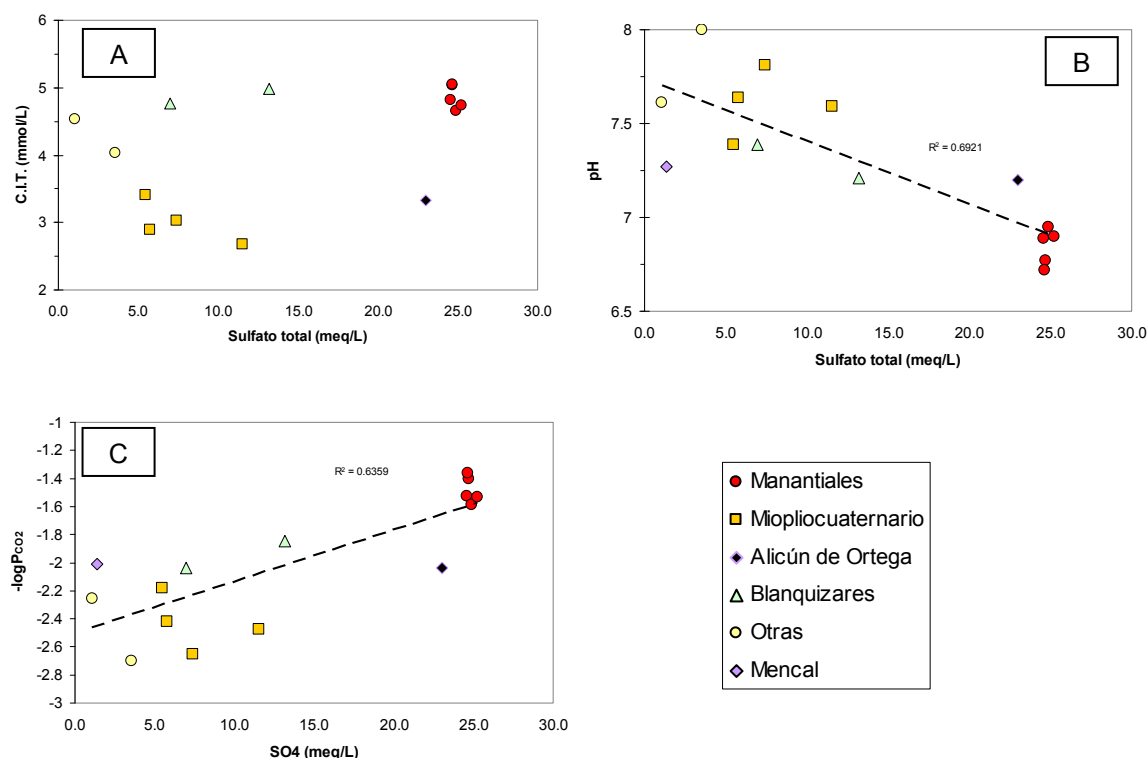 A
6
5
4
3
2
C.I.T. (mmol/L)
0.0 5.0 10.0 15.0 20.0 25.0 30.0
Sulfato total (meq/L)
B
8
7.5
7
6.5
pH
R² = 0.6921
0.0 5.0 10.0 15.0 20.0 25.0 30.0
Sulfato total (meq/L)
C
-1
-1.2
-1.4
-1.6
-1.8
-2
-2.2
-2.4
-2.6
-2.8
-3
-logPCO2
R² = 0.6359
0.0 5.0 10.0 15.0 20.0 25.0 30.0
SO4 (meq/L)
Manantiales
Miopliocuaternario
Alicún de Ortega
Blanquizares
Otras
Mencal